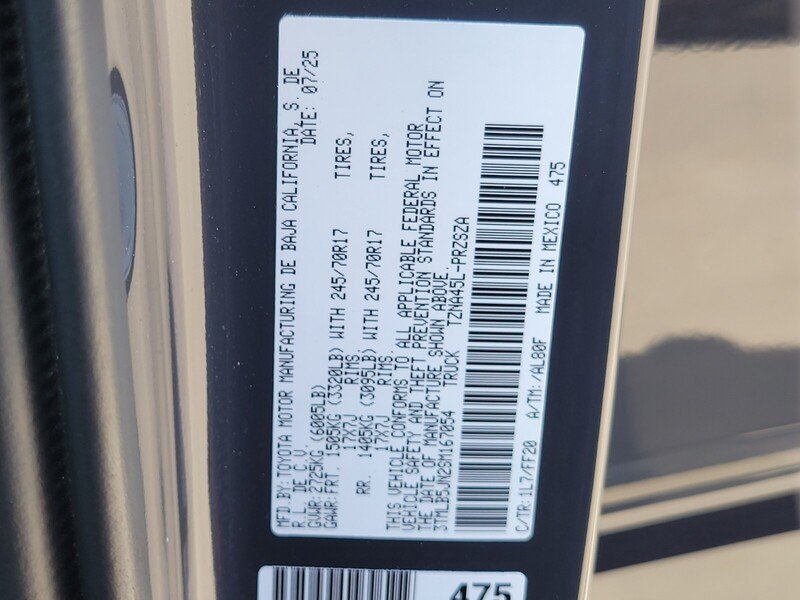 MFD.BY:TOYOTA MOTOR MANUFACTURING DE BAJA CALIFORNIA, S. DE
R.L. DE C.V. DATE: 07/25
GVWR:2725KG (6005LB)
GAWR:FRT. 1505KG (3320LB) WITH 245/70R17 TIRES,
17X7J RIMS,
RR. 1405KG (3095LB) WITH 245/70R17 TIRES,
17X7J RIMS.
THIS VEHICLE CONFORMS TO ALL APPLICABLE FEDERAL MOTOR
VEHICLE SAFETY AND THEFT PREVENTION STANDARDS IN EFFECT ON
THE DATE OF MANUFACTURE SHOWN ABOVE.
3TMLB5JN2SM167054 TRUCK TZNA45L-PRZSZA
C/TR:1L7/FF20 A/TM:/AL80F MADE IN MEXICO 475
475